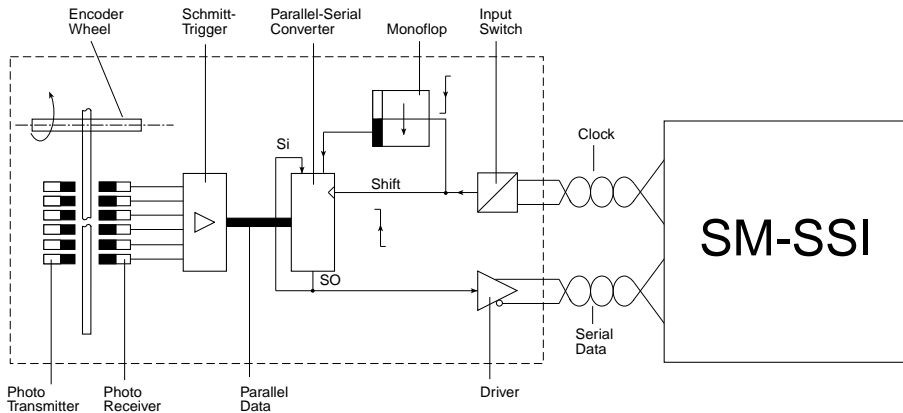 Encoder
Wheel
Schmitt-
Trigger
Parallel-Serial
Converter
Monoflop
Input
Switch
Si
Shift
Clock
SM-SSI
SO
Serial
Data
Photo
Transmitter
Photo
Receiver
Parallel
Data
Driver